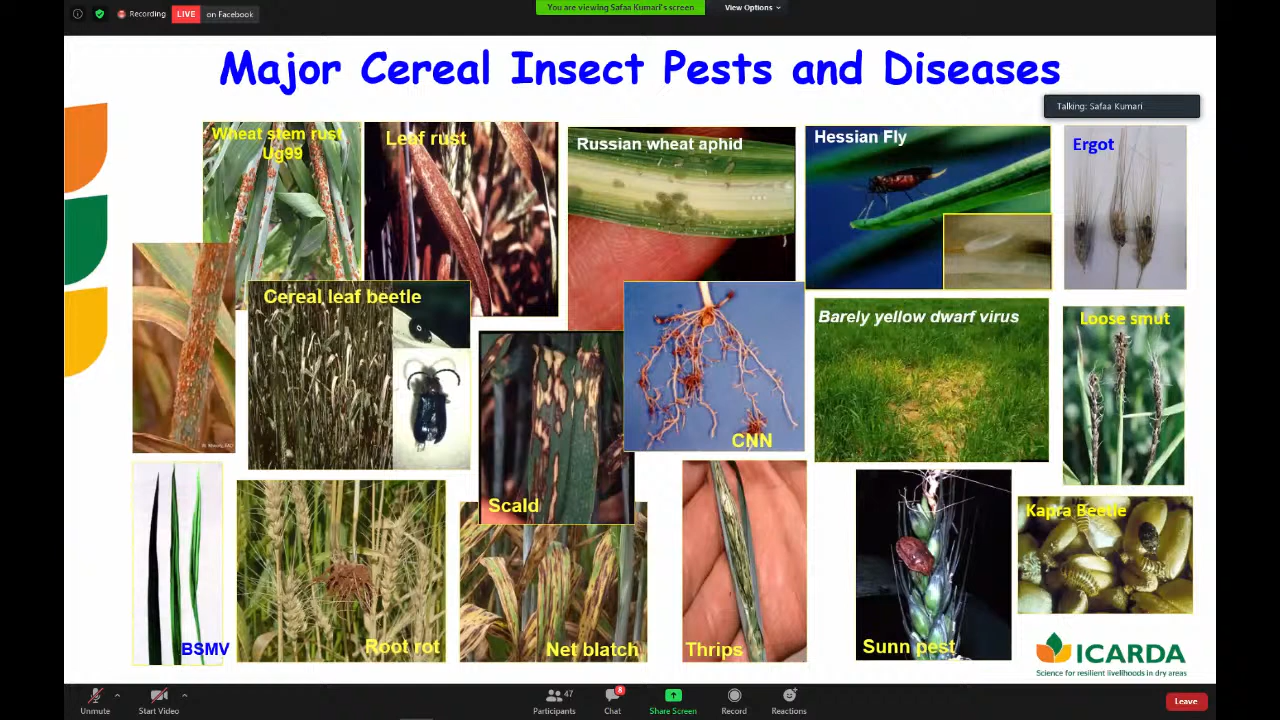 Recording
LIVE
on Facebook
You are viewing Safaa Kumari's screen
View Options
Major Cereal Insect Pests and Diseases
Talking: Safaa Kumari
Wheat stem rust
Ug99
Leaf rust
Russian wheat aphid
Hessian Fly
Ergot
Cereal leaf beetle
Barely yellow dwarf virus
Loose smut
CNN
Scald
Kapra Beetle
BSMV
Root rot
Net blatch
Thrips
Sunn pest
ICARDA
Science for resilient livelihoods in dry areas
Unmute
Start Video
47
Participants
8
Chat
Share Screen
Record
Reactions
Leave